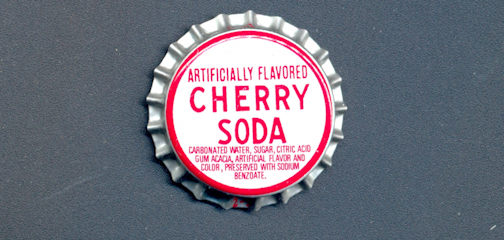 ARTIFICIALLY FLAVORED
CHERRY
SODA
CARBONATED WATER, SUGAR, CITRIC ACID
GUM ACACIA, ARTIFICIAL FLAVOR AND
COLOR, PRESERVED WITH SODIUM
BENZOATE.